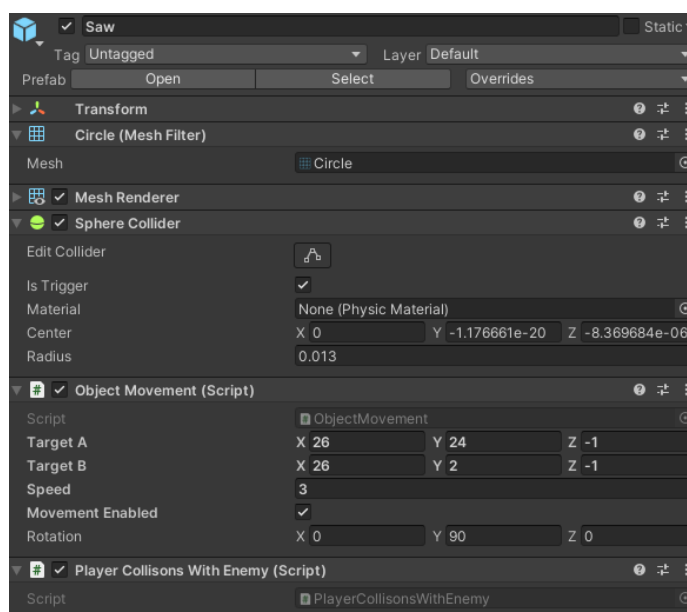 Saw Static
Tag Untagged Layer Default
Prefab Open Select Overrides
Transform
Circle (Mesh Filter)
Mesh Circle
Mesh Renderer
Sphere Collider
Edit Collider
Is Trigger
Material None (Physic Material)
Center X 0 Y -1.176661e-20 Z -8.369684e-06
Radius 0.013
# Object Movement (Script)
Script # ObjectMovement
Target A X 26 Y 24 Z -1
Target B X 26 Y 2 Z -1
Speed 3
Movement Enabled
Rotation X 0 Y 90 Z 0
# Player Collisons With Enemy (Script)
Script # PlayerCollisonsWithEnemy